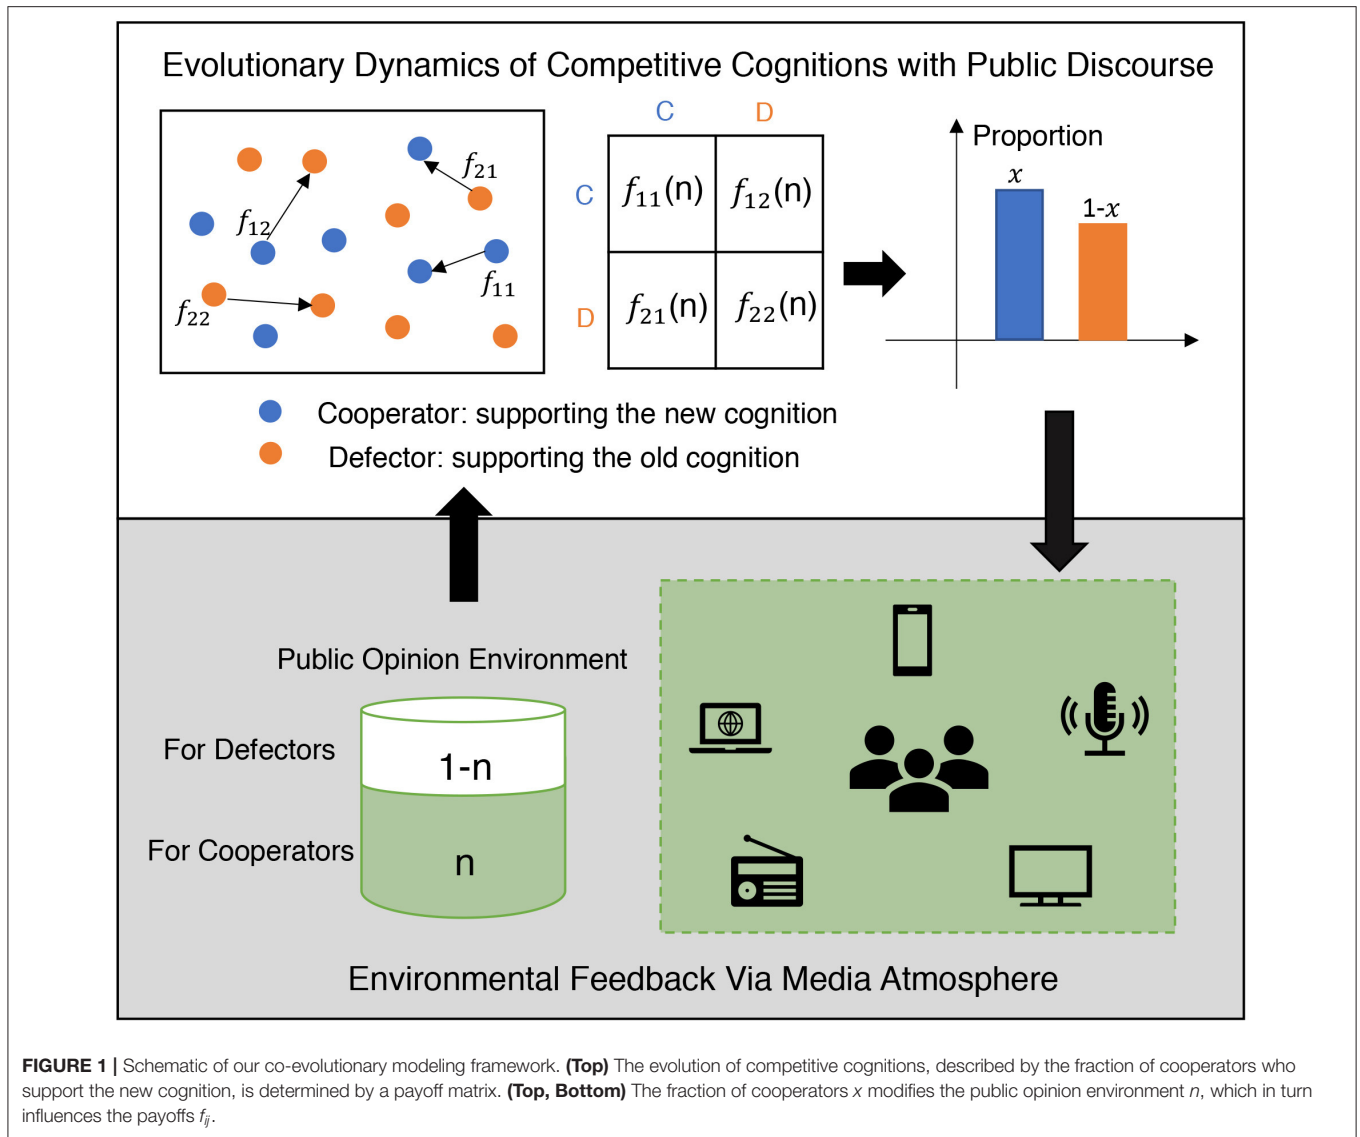 Evolutionary Dynamics of Competitive Cognitions with Public Discourse
f12
f21
f11
f22
C D
C f11(n) f12(n)
D f21(n) f22(n)
Proportion
x
1-x
Cooperator: supporting the new cognition
Defector: supporting the old cognition
Public Opinion Environment
For Defectors
1-n
For Cooperators
n
Environmental Feedback Via Media Atmosphere
FIGURE 1 | Schematic of our co-evolutionary modeling framework. (Top) The evolution of competitive cognitions, described by the fraction of cooperators who
support the new cognition, is determined by a payoff matrix. (Top, Bottom) The fraction of cooperators x modifies the public opinion environment n, which in turn
influences the payoffs fij.